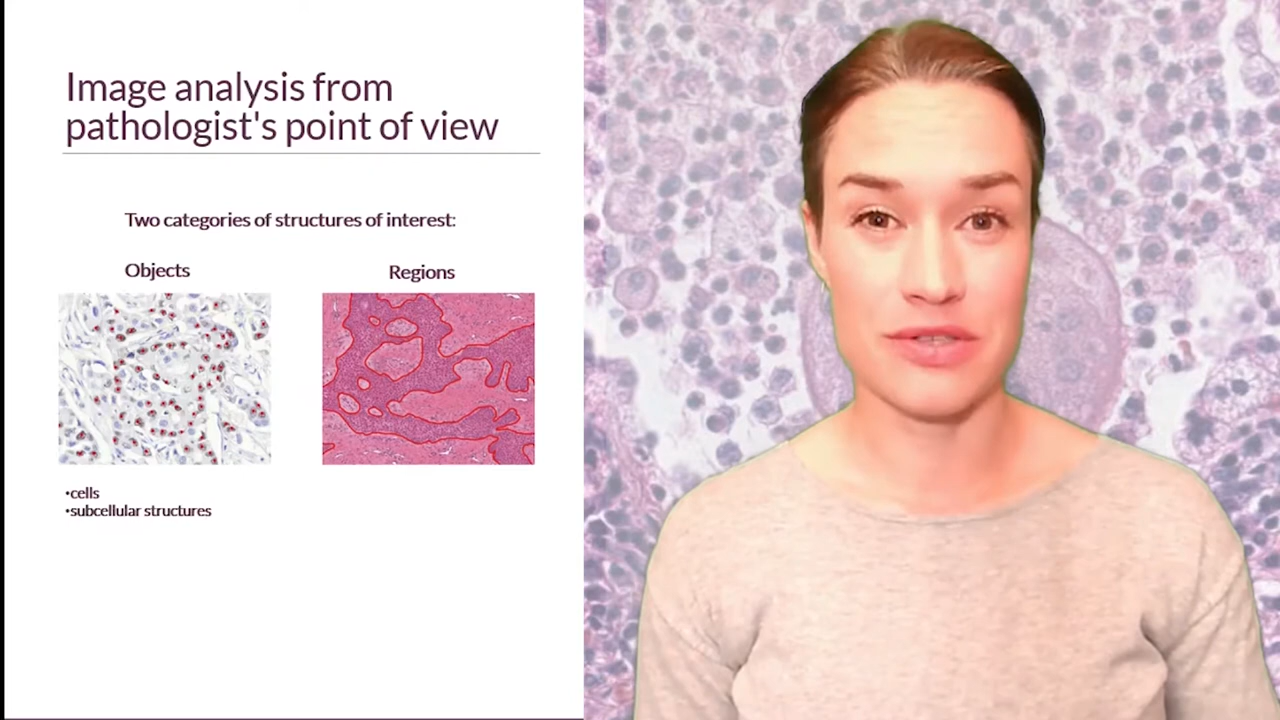 Image analysis from
pathologist's point of view
Two categories of structures of interest:
Objects
Regions
•cells
•subcellular structures